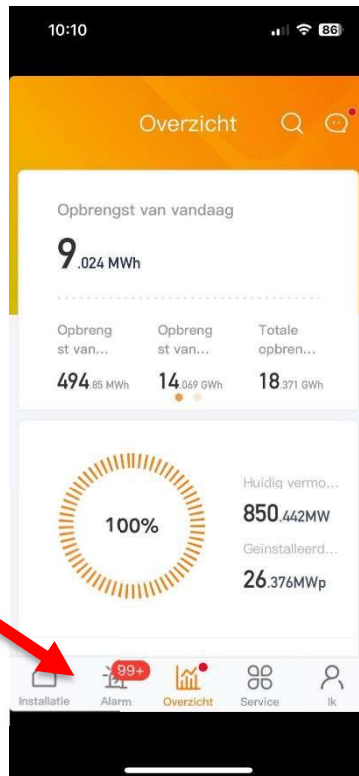 10:10 86
Overzicht
Opbrengst van vandaag
9.024 MWh
Opbreng Opbreng Totale
st van... st van... opbren...
494.85 MWh 14.069 GWh 18.371 GWh
100%
Huidig vermo...
850.442MW
Geïnstalleerd...
26.376MWp
99+
Installatie Alarm Overzicht Service Ik